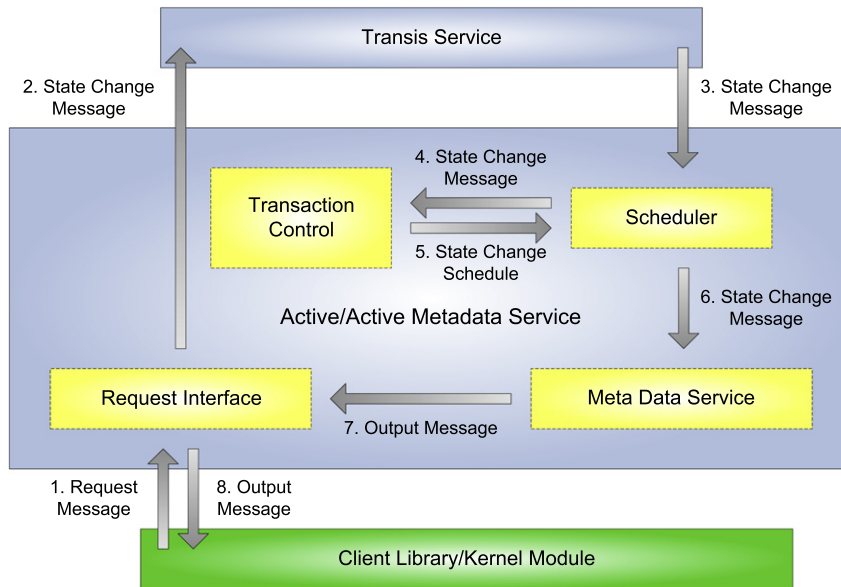 Transis Service
2. State Change
Message
3. State Change
Message
4. State Change
Message
Transaction
Control
Scheduler
5. State Change
Schedule
6. State Change
Message
Active/Active Metadata Service
Request Interface
Meta Data Service
7. Output Message
1. Request
Message
8. Output
Message
Client Library/Kernel Module